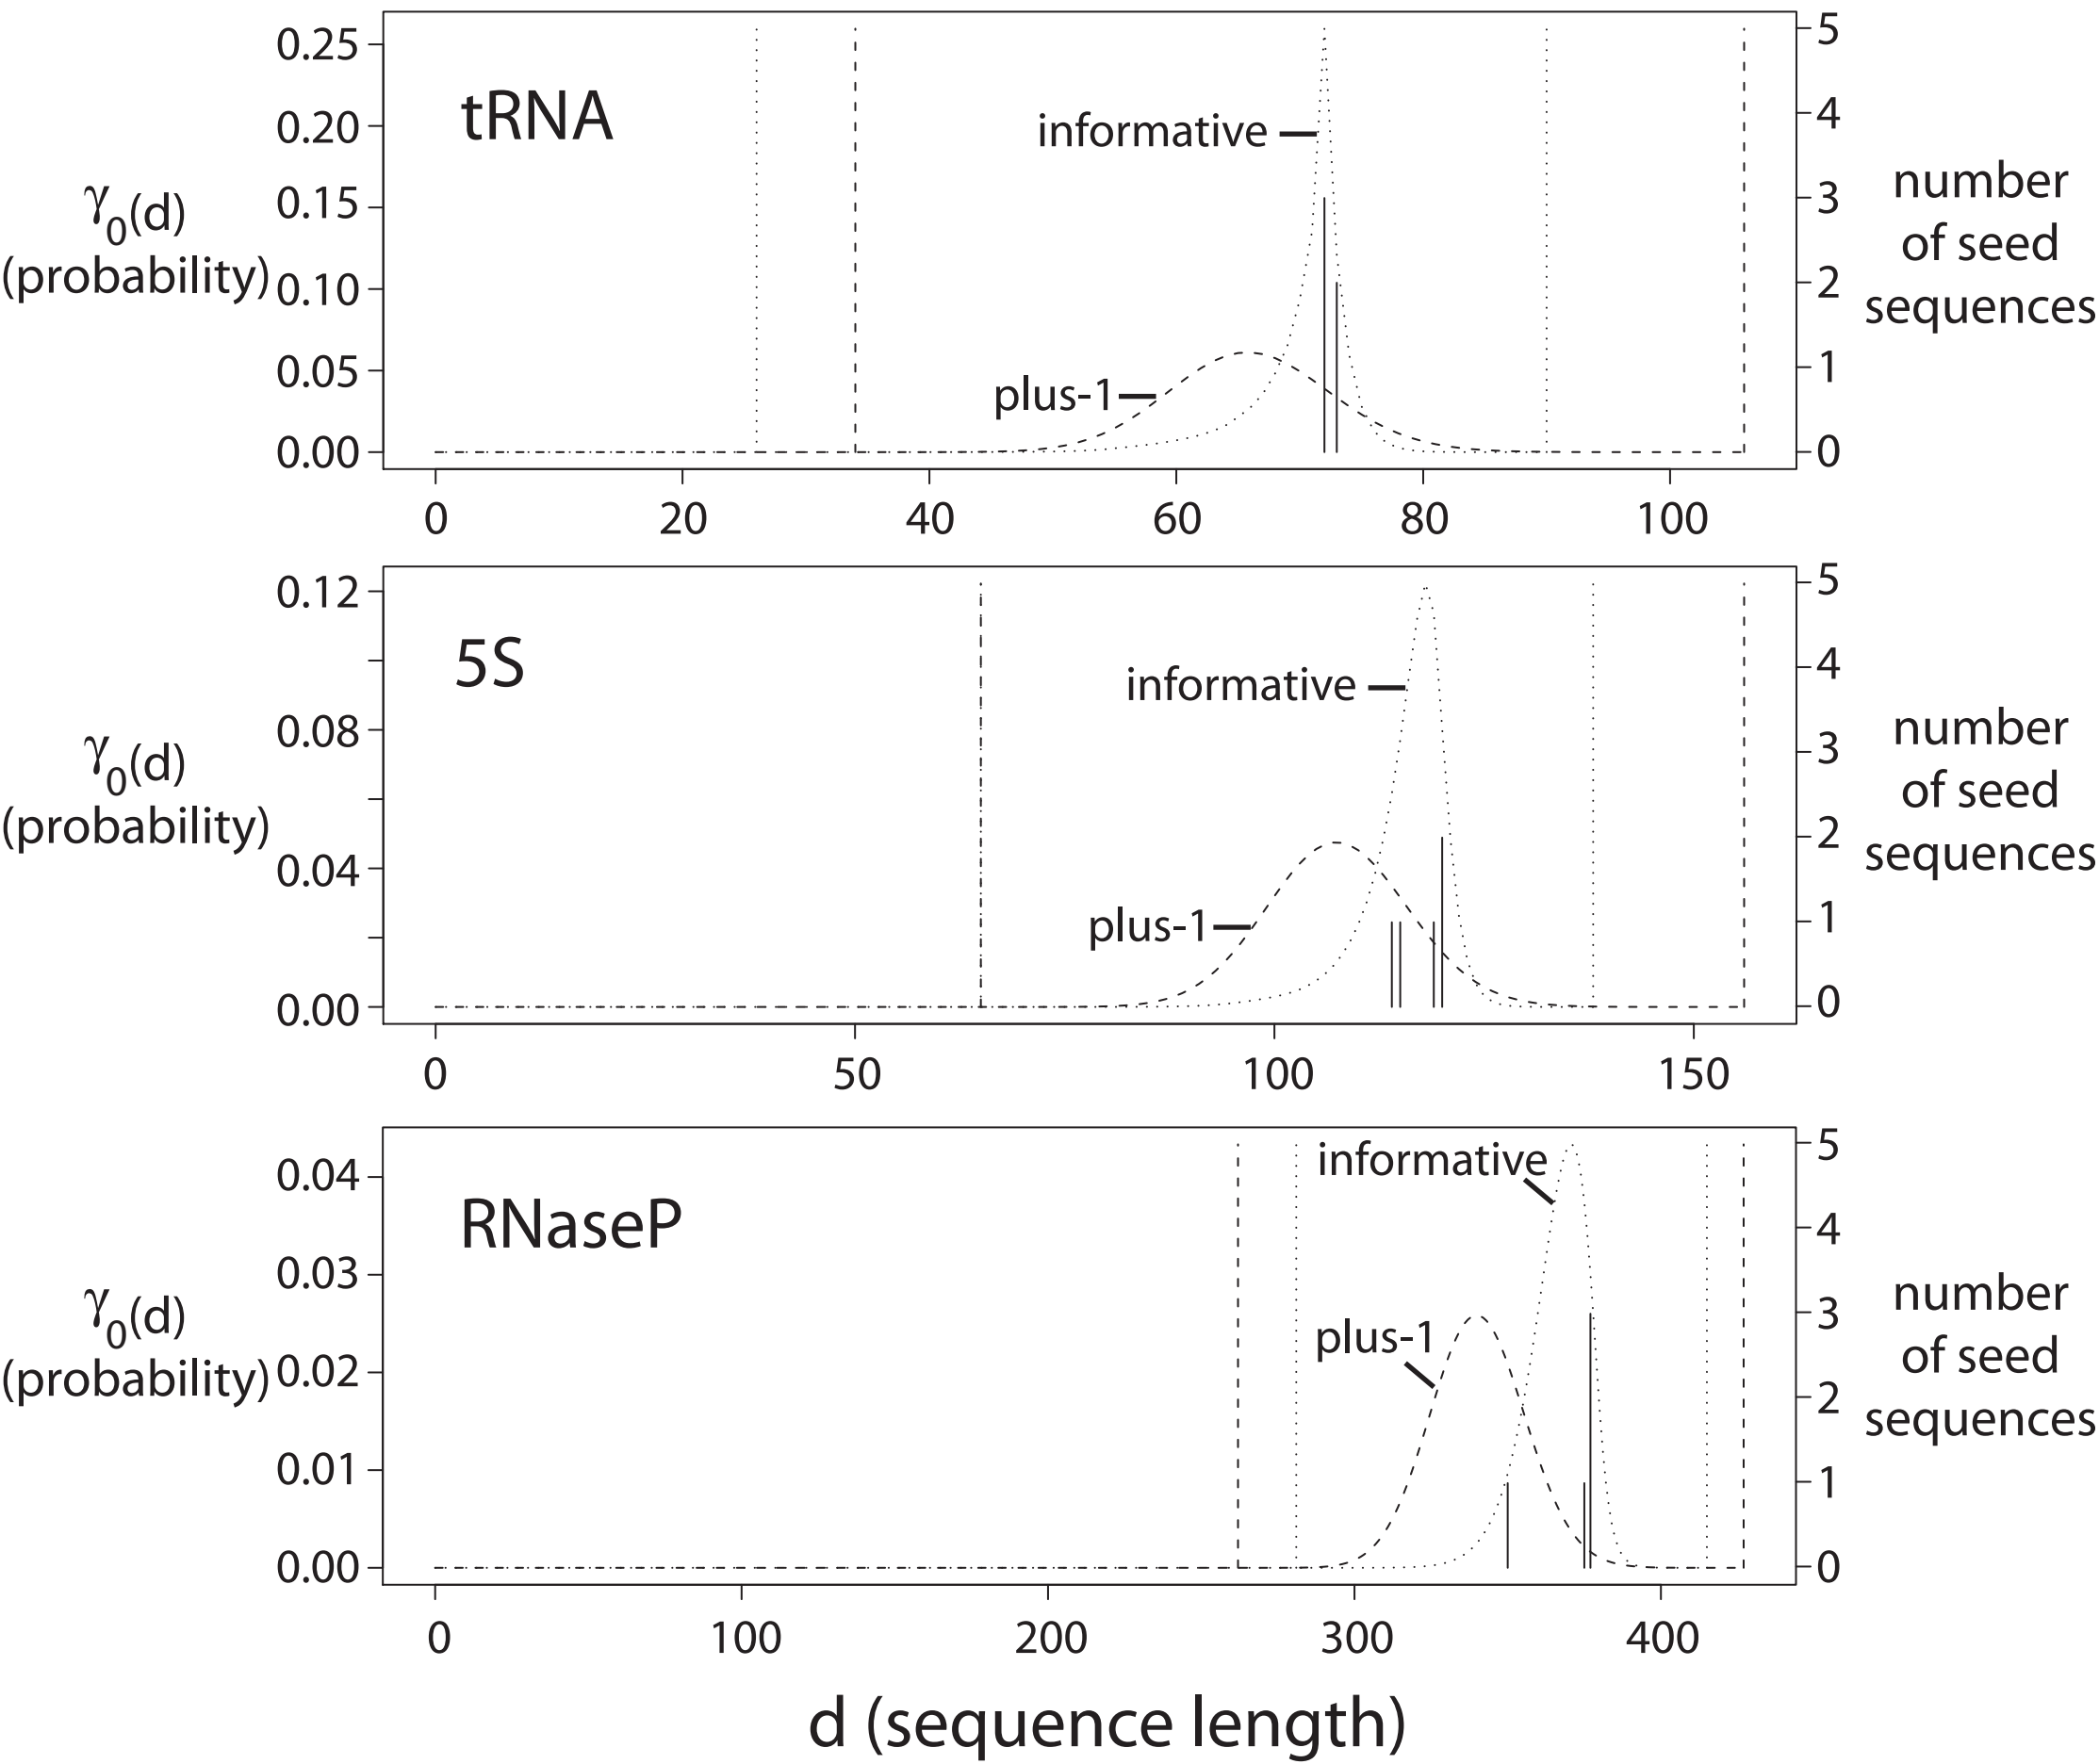 tRNA
γ0(d)
(probability)
0.25
0.20
0.15
0.10
0.05
0.00
informative
plus-1
5
4
3
2
1
0
number
of seed
sequences
0 20 40 60 80 100
5S
γ0(d)
(probability)
0.12
0.08
0.04
0.00
informative
plus-1
5
4
3
2
1
0
number
of seed
sequences
0 50 100 150
RNaseP
γ0(d)
(probability)
0.04
0.03
0.02
0.01
0.00
informative
plus-1
5
4
3
2
1
0
number
of seed
sequences
0 100 200 300 400
d (sequence length)